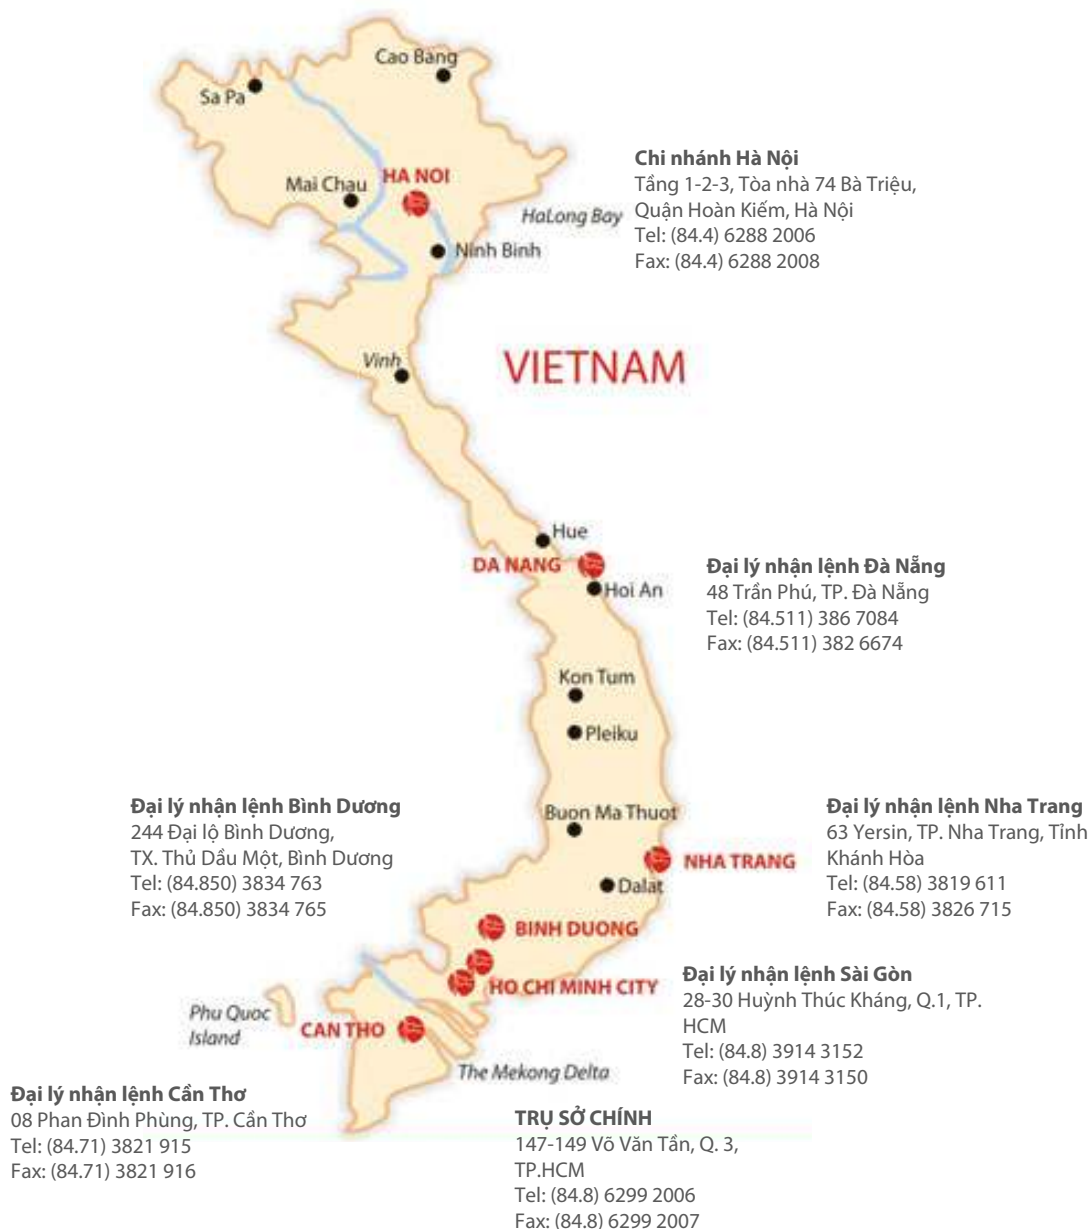 Cao Bang
Sa Pa
Mai Chau
HA NOI
HaLong Bay
Ninh Binh
Chi nhánh Hà Nội
Tầng 1-2-3, Tòa nhà 74 Bà Triệu,
Quận Hoàn Kiếm, Hà Nội
Tel: (84.4) 6288 2006
Fax: (84.4) 6288 2008
Vinh
VIETNAM
Hue
DA NANG
Hoi An
Đại lý nhận lệnh Đà Nẵng
48 Trần Phú, TP. Đà Nẵng
Tel: (84.511) 386 7084
Fax: (84.511) 382 6674
Kon Tum
Pleiku
Buon Ma Thuot
Đại lý nhận lệnh Bình Dương
244 Đại lộ Bình Dương,
TX. Thủ Dầu Một, Bình Dương
Tel: (84.850) 3834 763
Fax: (84.850) 3834 765
Đại lý nhận lệnh Nha Trang
63 Yersin, TP. Nha Trang, Tỉnh
Khánh Hòa
Tel: (84.58) 3819 611
Fax: (84.58) 3826 715
NHA TRANG
Dalat
BINH DUONG
HO CHI MINH CITY
Đại lý nhận lệnh Sài Gòn
28-30 Huỳnh Thúc Kháng, Q.1, TP.
HCM
Tel: (84.8) 3914 3152
Fax: (84.8) 3914 3150
Phu Quoc
Island
CAN THO
The Mekong Delta
Đại lý nhận lệnh Cần Thơ
08 Phan Đình Phùng, TP. Cần Thơ
Tel: (84.71) 3821 915
Fax: (84.71) 3821 916
TRỤ SỞ CHÍNH
147-149 Võ Văn Tần, Q. 3,
TP.HCM
Tel: (84.8) 6299 2006
Fax: (84.8) 6299 2007